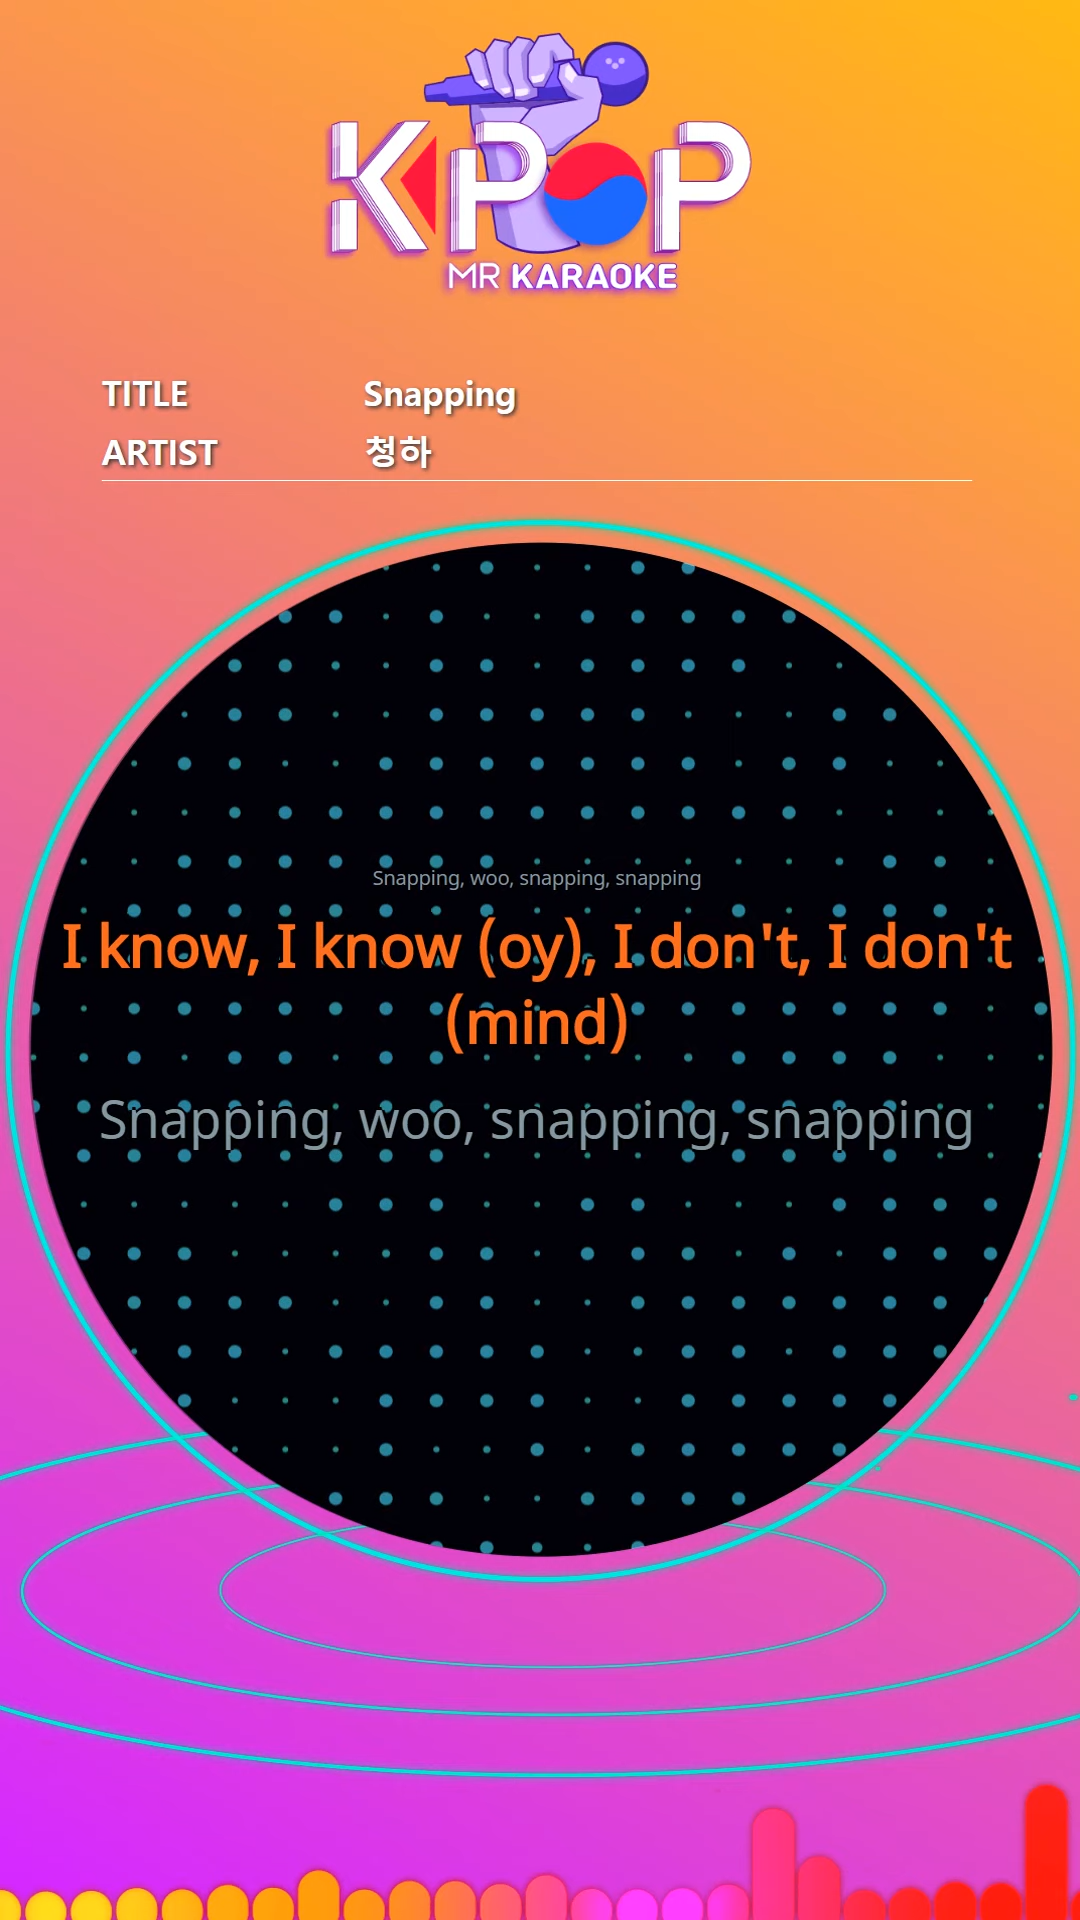 KPOP
MR KARAOKE
TITLE Snapping
ARTIST 청하
Snapping, woo, snapping, snapping
I know, I know (oy), I don't, I don't
(mind)
Snapping, woo, snapping, snapping